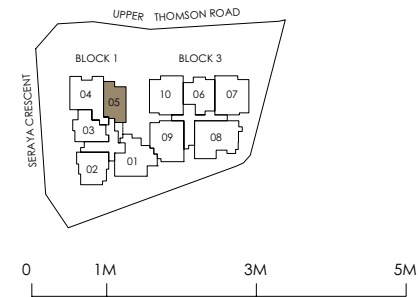 UPPER THOMSON ROAD
SERAYA CRESCENT
BLOCK 1 BLOCK 3
04 05 10 06 07
03 09 08
02 01
0 1M 3M 5M